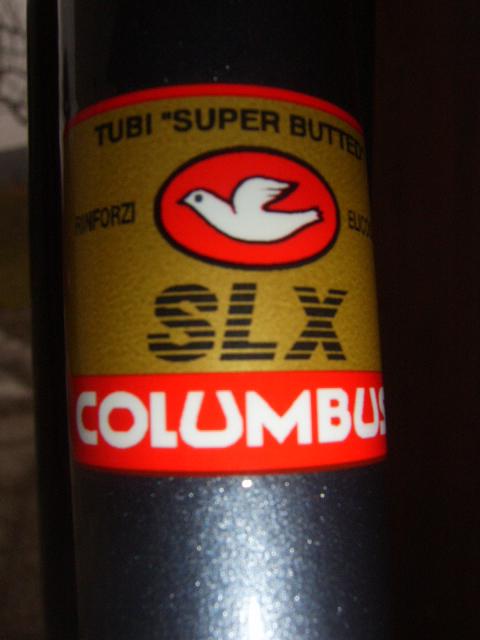 TUBI "SUPER BUTTED"
RINFORZI
SLX
COLUMBUS